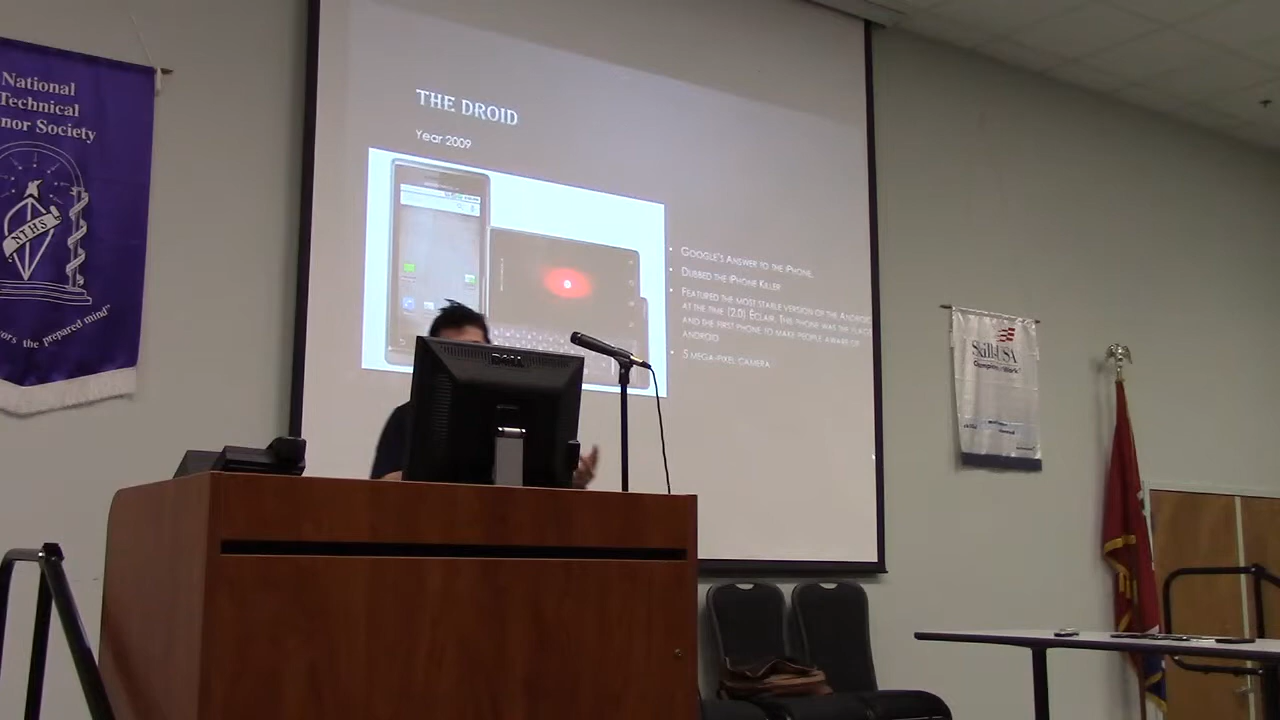 National
Technical
nor Society
NTHS
ors the prepared mind"
THE DROID
Year 2009
• GOOGLE'S ANSWER TO THE IPHONE.
• DUBBED THE IPHONE KILLER
• FEATURED THE MOST STABLE VERSION OF THE ANDROID
AT THE TIME (2.0) ECLAIR. THIS PHONE WAS THE FLAG
AND THE FIRST PHONE TO MAKE PEOPLE AWARE OF
ANDROID
• 5 MEGA-PIXEL CAMERA
DELL
SkillsUSA